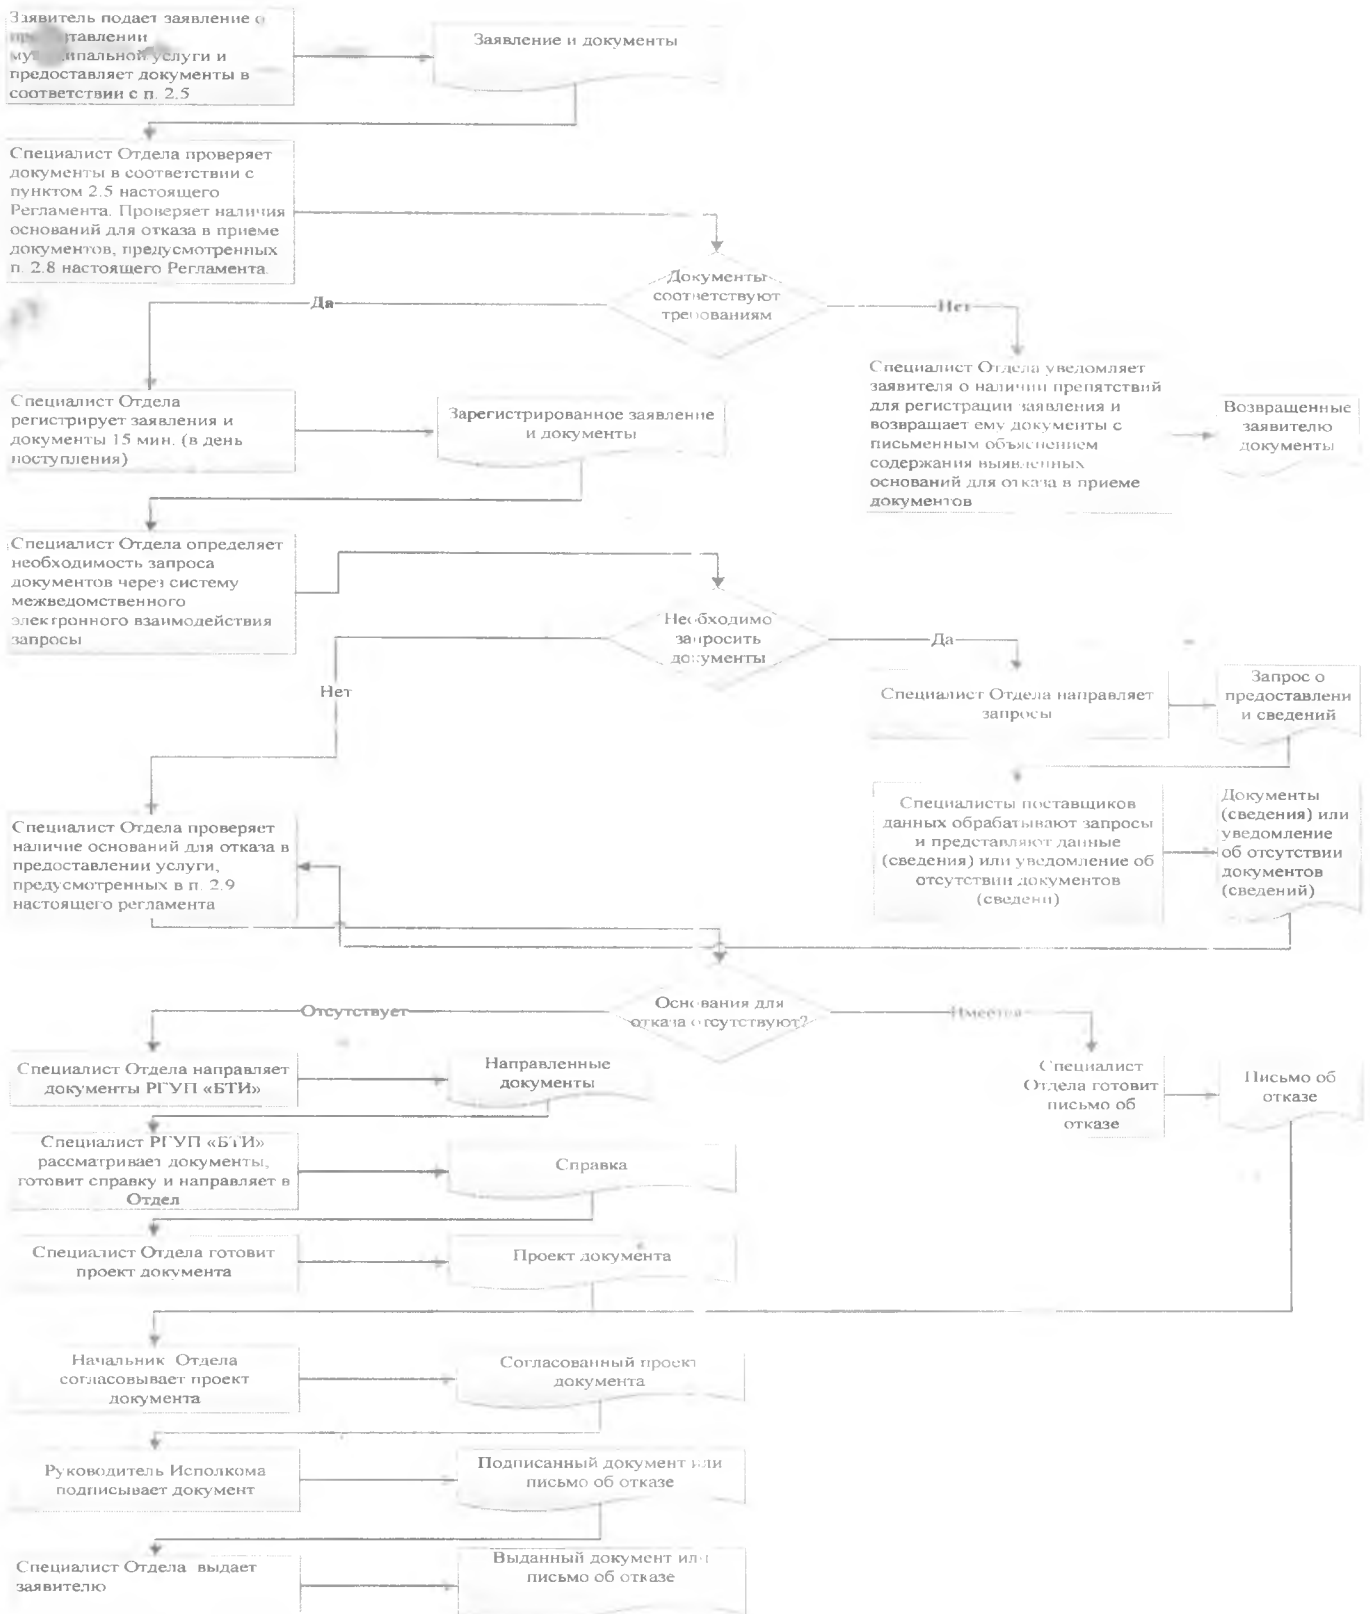 Заявитель подает заявление о
муниципальной услуги и
предоставляет документы в
соответствии с п. 2.5
Заявление и документы
Специалист Отдела проверяет
документы в соответствии с
пунктом 2.5 настоящего
Регламента. Проверяет наличия
оснований для отказа в приеме
документов, предусмотренных
п. 2.8 настоящего Регламента.
Документы
соответствуют
требованиям
Да
Нет
Специалист Отдела
регистрирует заявления и
документы 15 мин. (в день
поступления)
Зарегистрированное заявление
и документы
Специалист Отдела уведомляет
заявителя о наличии препятствий
для регистрации заявления и
возвращает ему документы с
письменным объяснением
содержания выявленных
оснований для отказа в приеме
документов
Возвращенные
заявителю
документы
Специалист Отдела определяет
необходимость запроса
документов через систему
межведомственного
электронного взаимодействия
запросы
Необходимо
запросить
документы
Нет
Да
Специалист Отдела направляет
запросы
Запрос о
предоставлени
и сведений
Специалисты поставщиков
данных обрабатывают запросы
и представляют данные
(сведения) или уведомление об
отсутствии документов
(сведени)
Документы
(сведения) или
уведомление
об отсутствии
документов
(сведений)
Специалист Отдела проверяет
наличие оснований для отказа в
предоставлении услуги,
предусмотренных в п. 2.9
настоящего регламента
Основания для
отказа отсутствуют?
Отсутствует
Имеется
Специалист Отдела направляет
документы РГУП «БТИ»
Направленные
документы
Специалист
Отдела готовит
письмо об
отказе
Письмо об
отказе
Специалист РГУП «БТИ»
рассматривает документы,
готовит справку и направляет в
Отдел
Справка
Специалист Отдела готовит
проект документа
Проект документа
Начальник Отдела
согласовывает проект
документа
Согласованный проект
документа
Руководитель Исполкома
подписывает документ
Подписанный документ или
письмо об отказе
Специалист Отдела выдает
заявителю
Выданный документ или
письмо об отказе